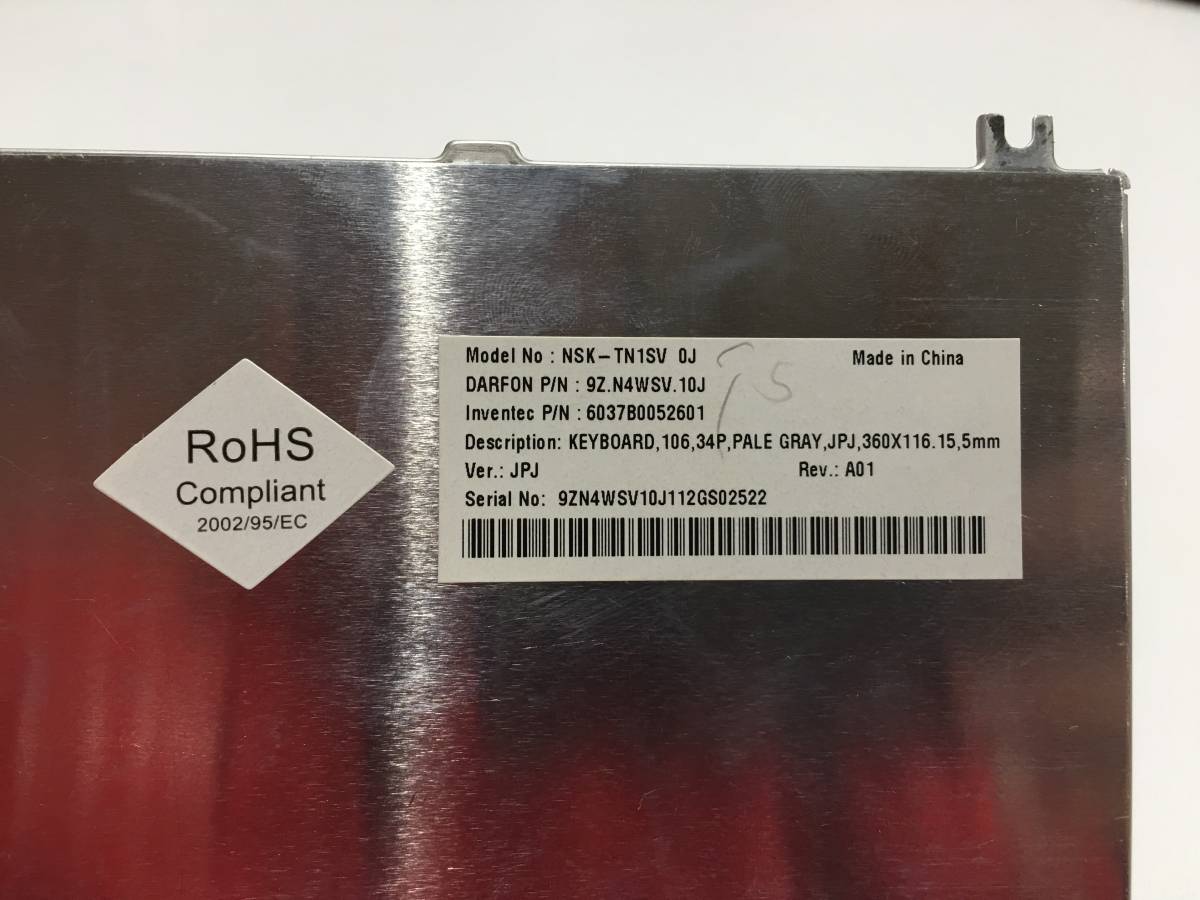 RoHS
Compliant
2002/95/EC
Model No : NSK-TN1SV 0J
Made in China
DARFON P/N : 9Z.N4WSV.10J
Inventec P/N : 6037B0052601
Description: KEYBOARD,106,34P,PALE GRAY,JPJ,360X116.15,5mm
Ver.: JPJ
Rev.: A01
Serial No: 9ZN4WSV10J112GS02522